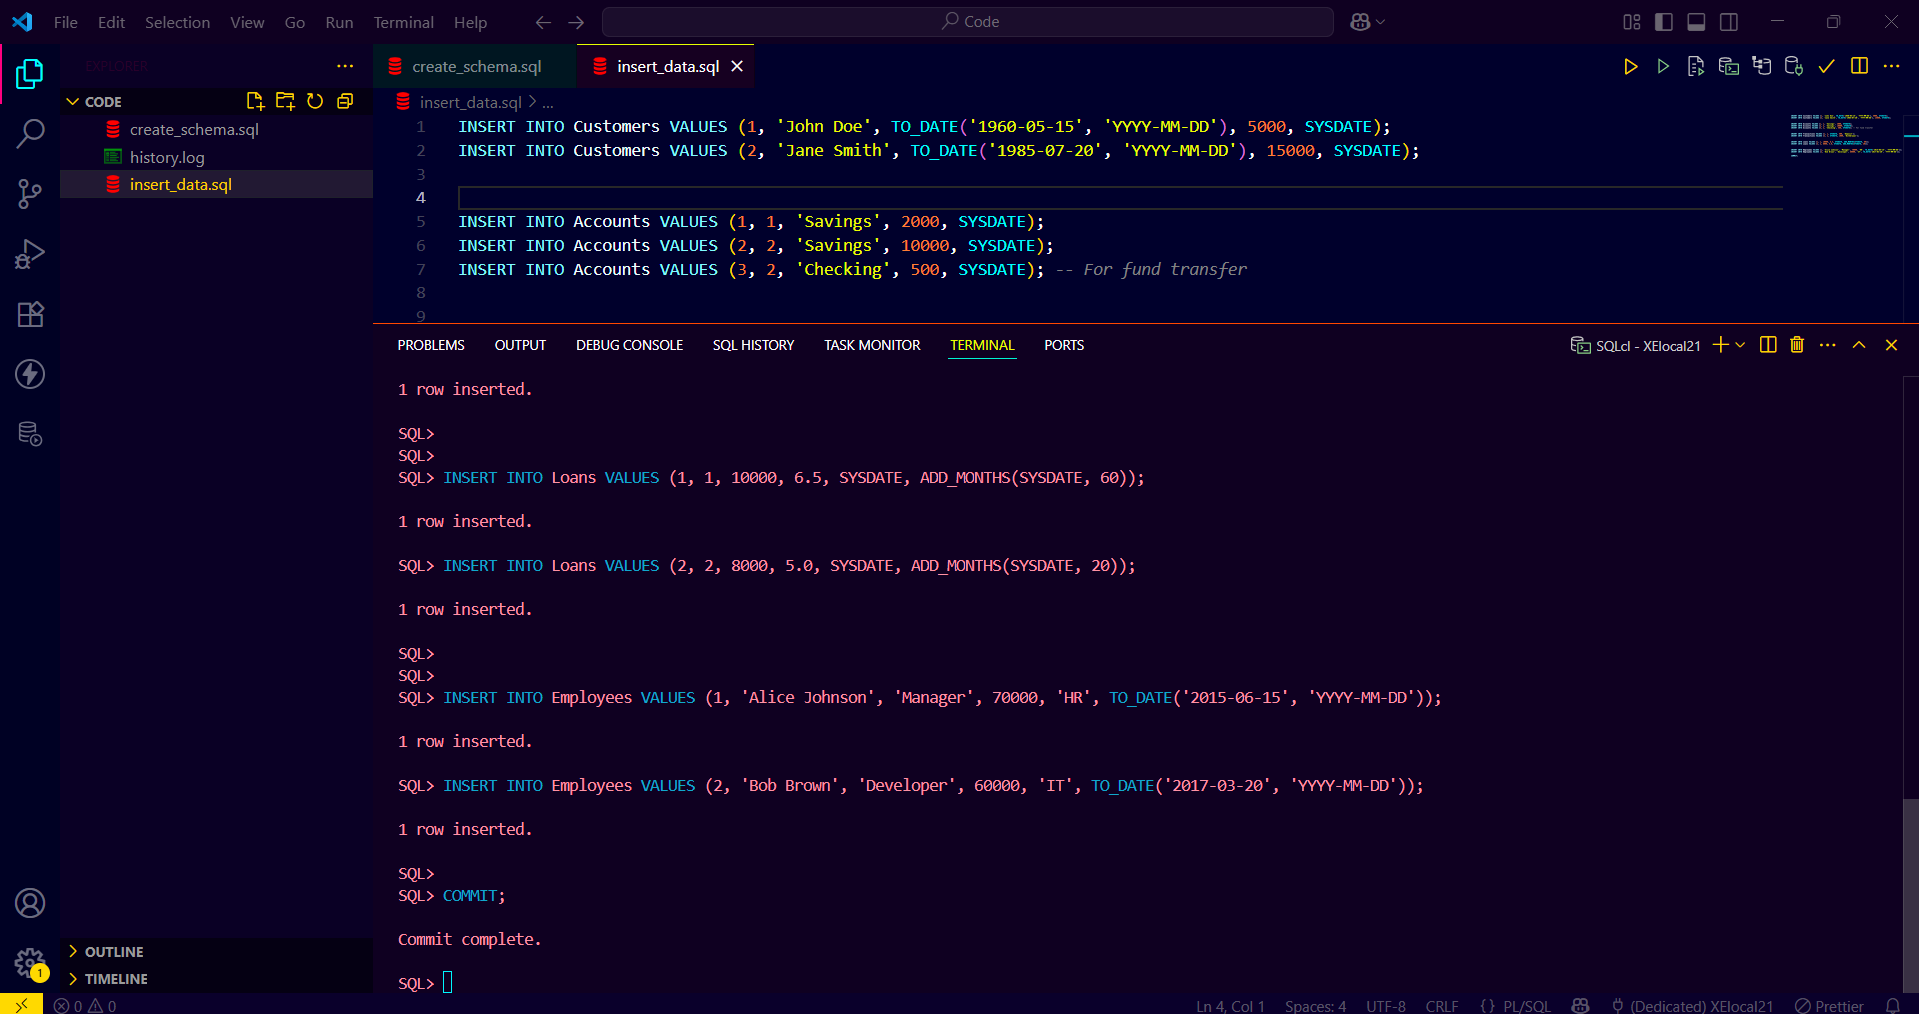 File Edit Selection View Go Run Terminal Help
Code
EXPLORER
create_schema.sql
insert_data.sql
CODE
create_schema.sql
history.log
insert_data.sql
OUTLINE
TIMELINE
insert_data.sql > ...
1 INSERT INTO Customers VALUES (1, 'John Doe', TO_DATE('1960-05-15', 'YYYY-MM-DD'), 5000, SYSDATE);
2 INSERT INTO Customers VALUES (2, 'Jane Smith', TO_DATE('1985-07-20', 'YYYY-MM-DD'), 15000, SYSDATE);
3
4
5 INSERT INTO Accounts VALUES (1, 1, 'Savings', 2000, SYSDATE);
6 INSERT INTO Accounts VALUES (2, 2, 'Savings', 10000, SYSDATE);
7 INSERT INTO Accounts VALUES (3, 2, 'Checking', 500, SYSDATE); -- For fund transfer
8
9
PROBLEMS OUTPUT DEBUG CONSOLE SQL HISTORY TASK MONITOR TERMINAL PORTS
SQLcl - XElocal21
1 row inserted.
SQL>
SQL>
SQL> INSERT INTO Loans VALUES (1, 1, 10000, 6.5, SYSDATE, ADD_MONTHS(SYSDATE, 60));
1 row inserted.
SQL> INSERT INTO Loans VALUES (2, 2, 8000, 5.0, SYSDATE, ADD_MONTHS(SYSDATE, 20));
1 row inserted.
SQL>
SQL>
SQL> INSERT INTO Employees VALUES (1, 'Alice Johnson', 'Manager', 70000, 'HR', TO_DATE('2015-06-15', 'YYYY-MM-DD'));
1 row inserted.
SQL> INSERT INTO Employees VALUES (2, 'Bob Brown', 'Developer', 60000, 'IT', TO_DATE('2017-03-20', 'YYYY-MM-DD'));
1 row inserted.
SQL>
SQL> COMMIT;
Commit complete.
SQL>
1
0 0
Ln 4, Col 1 Spaces: 4 UTF-8 CRLF {} PL/SQL (Dedicated) XElocal21 Prettier